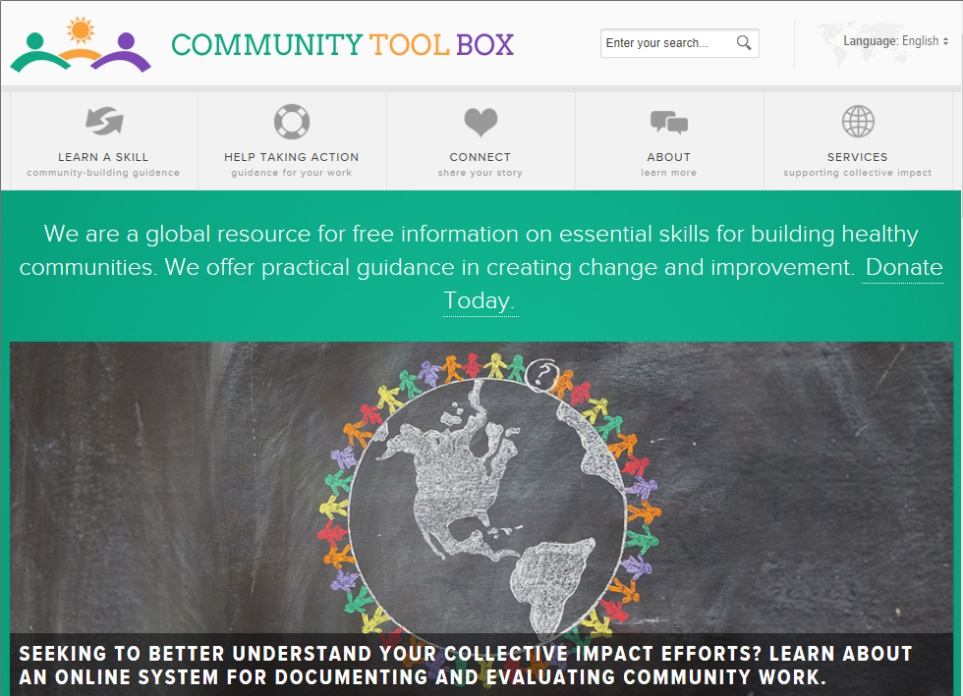 COMMUNITY TOOL BOX
Enter your search...
Language: English
LEARN A SKILL
community-building guidance
HELP TAKING ACTION
guidance for your work
CONNECT
share your story
ABOUT
learn more
SERVICES
supporting collective impact
We are a global resource for free information on essential skills for building healthy
communities. We offer practical guidance in creating change and improvement. Donate
Today.
?
SEEKING TO BETTER UNDERSTAND YOUR COLLECTIVE IMPACT EFFORTS? LEARN ABOUT
AN ONLINE SYSTEM FOR DOCUMENTING AND EVALUATING COMMUNITY WORK.